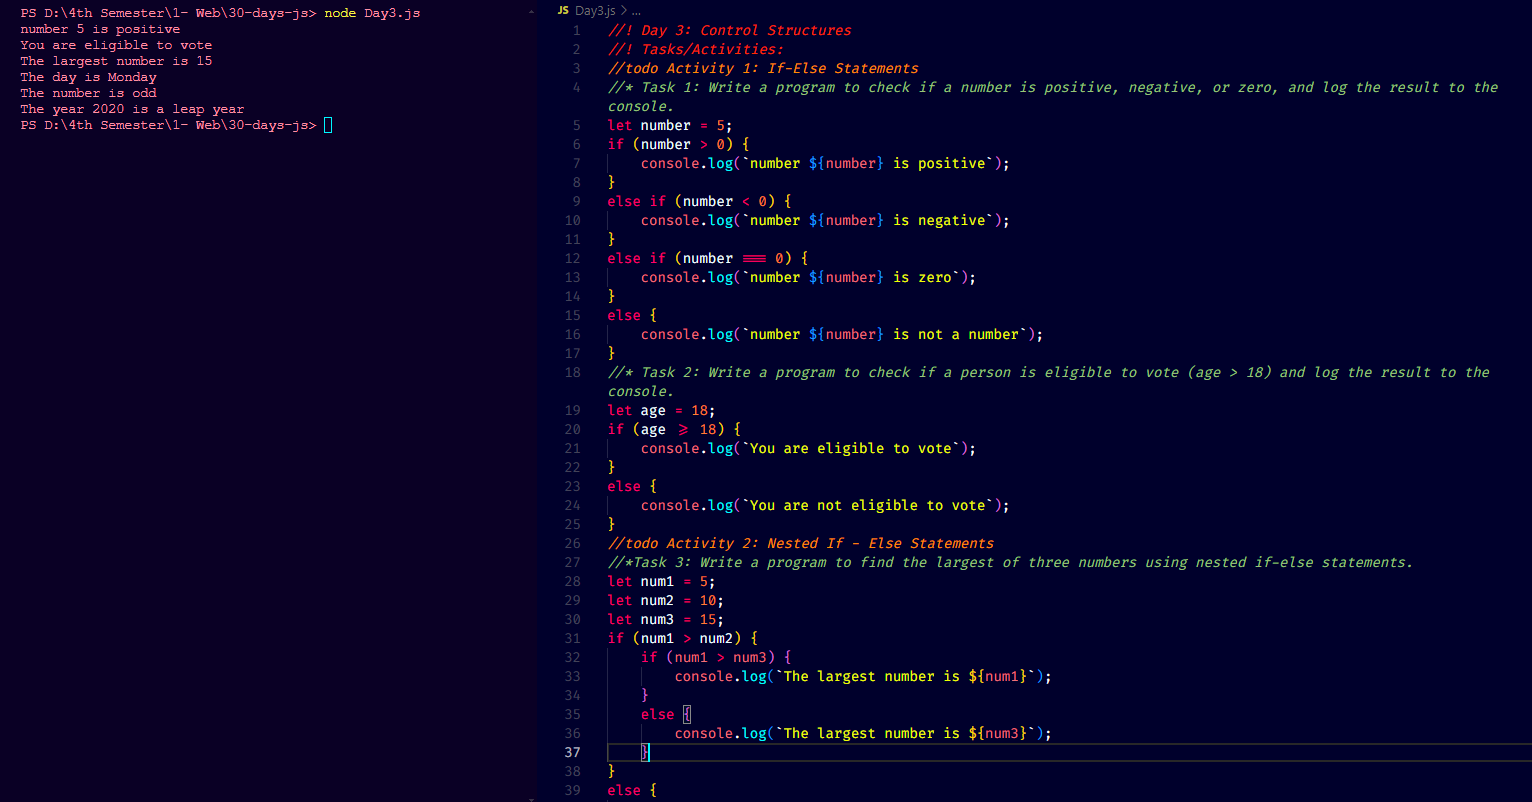 PS D:\4th Semester\1- Web\30-days-js> node Day3.js
number 5 is positive
You are eligible to vote
The largest number is 15
The day is Monday
The number is odd
The year 2020 is a leap year
PS D:\4th Semester\1- Web\30-days-js>
JS Day3.js > ...
1 //! Day 3: Control Structures
2 //! Tasks/Activities:
3 //todo Activity 1: If-Else Statements
4 //* Task 1: Write a program to check if a number is positive, negative, or zero, and log the result to the
console.
5 let number = 5;
6 if (number > 0) {
7     console.log(`number ${number} is positive`);
8 }
9 else if (number < 0) {
10     console.log(`number ${number} is negative`);
11 }
12 else if (number === 0) {
13     console.log(`number ${number} is zero`);
14 }
15 else {
16     console.log(`number ${number} is not a number`);
17 }
18 //* Task 2: Write a program to check if a person is eligible to vote (age > 18) and log the result to the
console.
19 let age = 18;
20 if (age >= 18) {
21     console.log(`You are eligible to vote`);
22 }
23 else {
24     console.log(`You are not eligible to vote`);
25 }
26 //todo Activity 2: Nested If - Else Statements
27 //*Task 3: Write a program to find the largest of three numbers using nested if-else statements.
28 let num1 = 5;
29 let num2 = 10;
30 let num3 = 15;
31 if (num1 > num2) {
32     if (num1 > num3) {
33         console.log(`The largest number is ${num1}`);
34     }
35     else {
36         console.log(`The largest number is ${num3}`);
37     }
38 }
39 else {